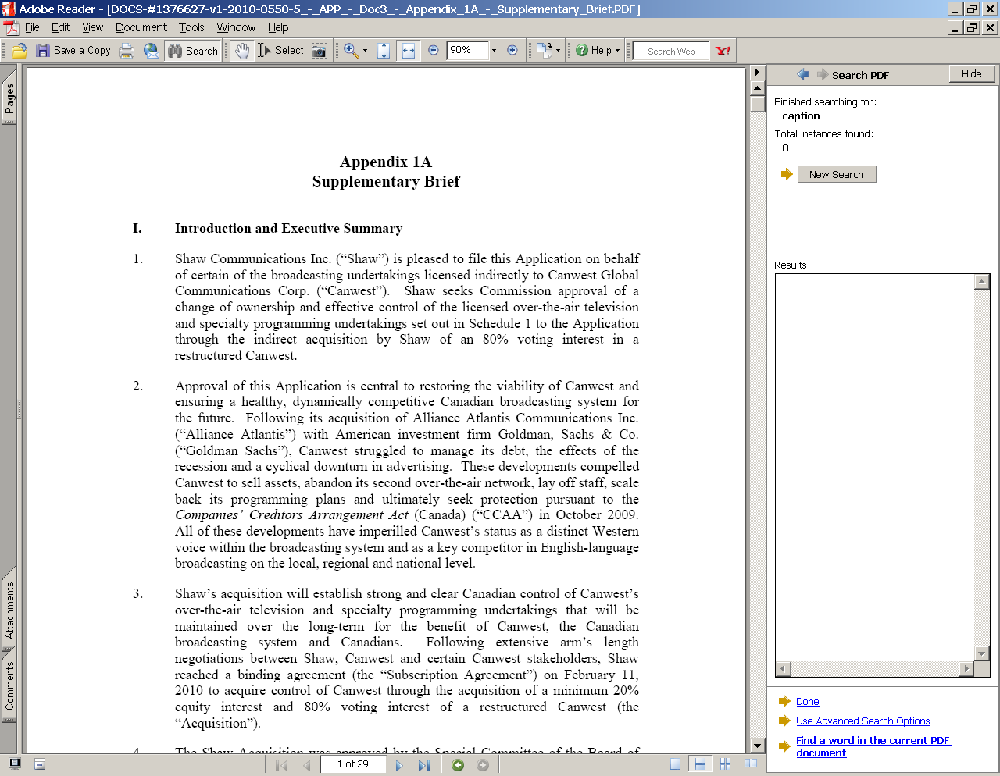 Adobe Reader - [DOCS-#1376627-v1-2010-0550-5_-_APP_-_Doc3_-_Appendix_1A_-_Supplementary_Brief.PDF]
File Edit View Document Tools Window Help
Save a Copy Search Select 90% Help Search Web Y!
Pages
Attachments
Comments
Appendix 1A
Supplementary Brief
I. Introduction and Executive Summary
1. Shaw Communications Inc. (“Shaw”) is pleased to file this Application on behalf
of certain of the broadcasting undertakings licensed indirectly to Canwest Global
Communications Corp. (“Canwest”). Shaw seeks Commission approval of a
change of ownership and effective control of the licensed over-the-air television
and specialty programming undertakings set out in Schedule 1 to the Application
through the indirect acquisition by Shaw of an 80% voting interest in a
restructured Canwest.
2. Approval of this Application is central to restoring the viability of Canwest and
ensuring a healthy, dynamically competitive Canadian broadcasting system for
the future. Following its acquisition of Alliance Atlantis Communications Inc.
(“Alliance Atlantis”) with American investment firm Goldman, Sachs & Co.
(“Goldman Sachs”), Canwest struggled to manage its debt, the effects of the
recession and a cyclical downturn in advertising. These developments compelled
Canwest to sell assets, abandon its second over-the-air network, lay off staff, scale
back its programming plans and ultimately seek protection pursuant to the
Companies’ Creditors Arrangement Act (Canada) (“CCAA”) in October 2009.
All of these developments have imperilled Canwest’s status as a distinct Western
voice within the broadcasting system and as a key competitor in English-language
broadcasting on the local, regional and national level.
3. Shaw’s acquisition will establish strong and clear Canadian control of Canwest’s
over-the-air television and specialty programming undertakings that will be
maintained over the long-term for the benefit of Canwest, the Canadian
broadcasting system and Canadians. Following extensive arm’s length
negotiations between Shaw, Canwest and certain Canwest stakeholders, Shaw
reached a binding agreement (the “Subscription Agreement”) on February 11,
2010 to acquire control of Canwest through the acquisition of a minimum 20%
equity interest and 80% voting interest of a restructured Canwest (the
“Acquisition”).
4. The Shaw Acquisition was approved by the Special Committee of the Board of
1 of 29
Search PDF Hide
Finished searching for:
caption
Total instances found:
0
New Search
Results:
Done
Use Advanced Search Options
Find a word in the current PDF
document